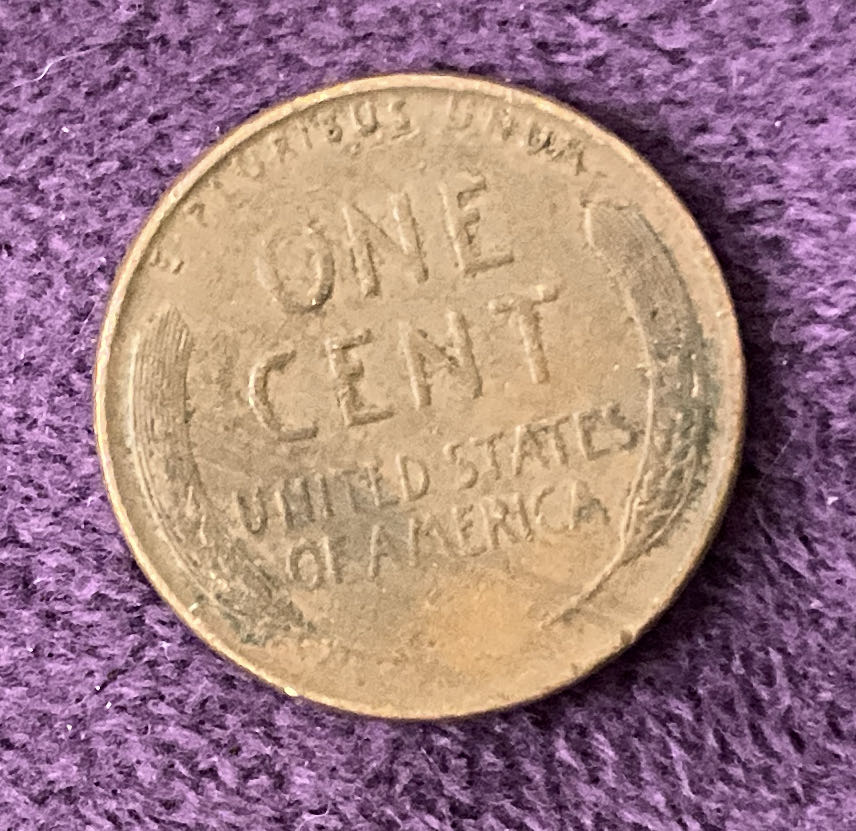 E PLURIBUS UNUM
ONE
CENT
UNITED STATES
OF AMERICA